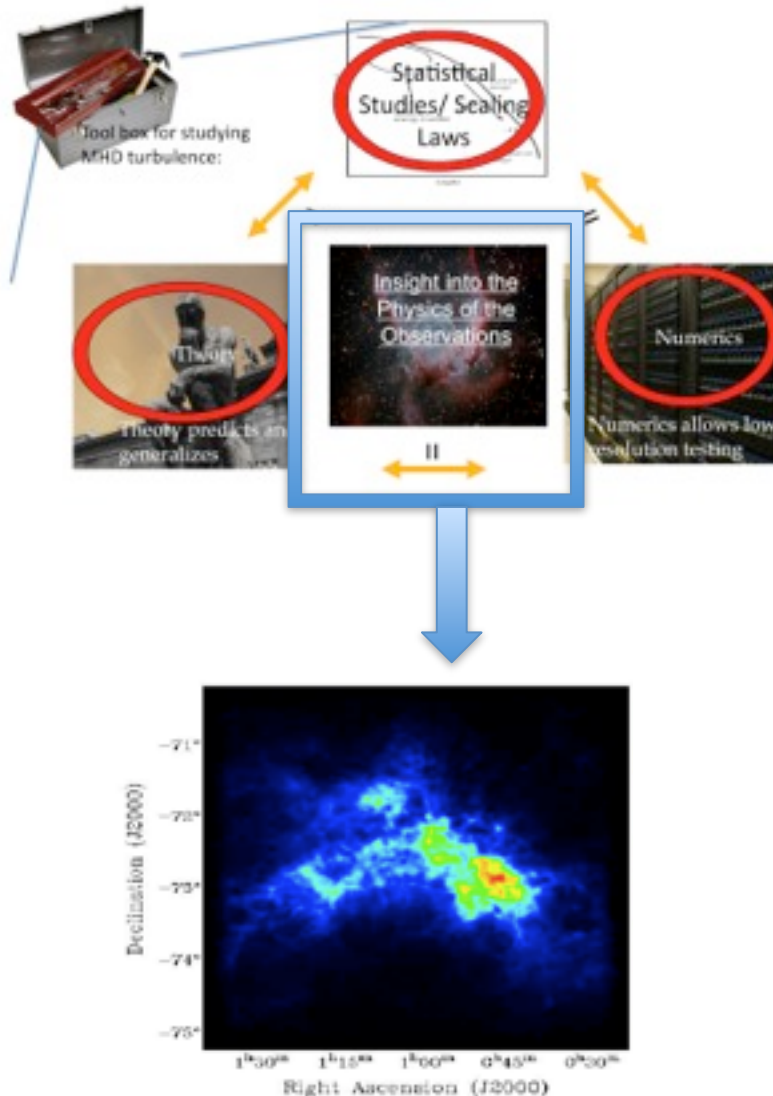 Statistical
Studies/ Scaling
Laws
Tool box for studying
MHD turbulence:
Insight into the
Physics of the
Observations
Theory
Numerics
Theory predicts an
generalizes
Numerics allows low
resolution testing
=
Declination (J2000)
-71°
-72°
-73°
-74°
-75°
1ʰ30ᵐ 1ʰ15ᵐ 1ʰ00ᵐ 0ʰ45ᵐ 0ʰ30ᵐ
Right Ascension (J2000)